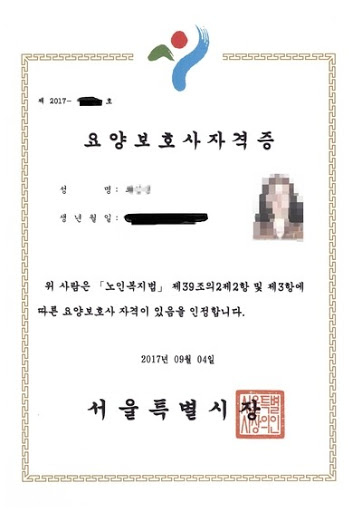 제 2017- 호
요양보호사자격증
성 명:
생년월일:
위 사람은 「노인복지법」 제39조의2제2항 및 제3항에
따른 요양보호사 자격이 있음을 인정합니다.
2017년 09월 04일
서울특별시장
서울특별
시장의인